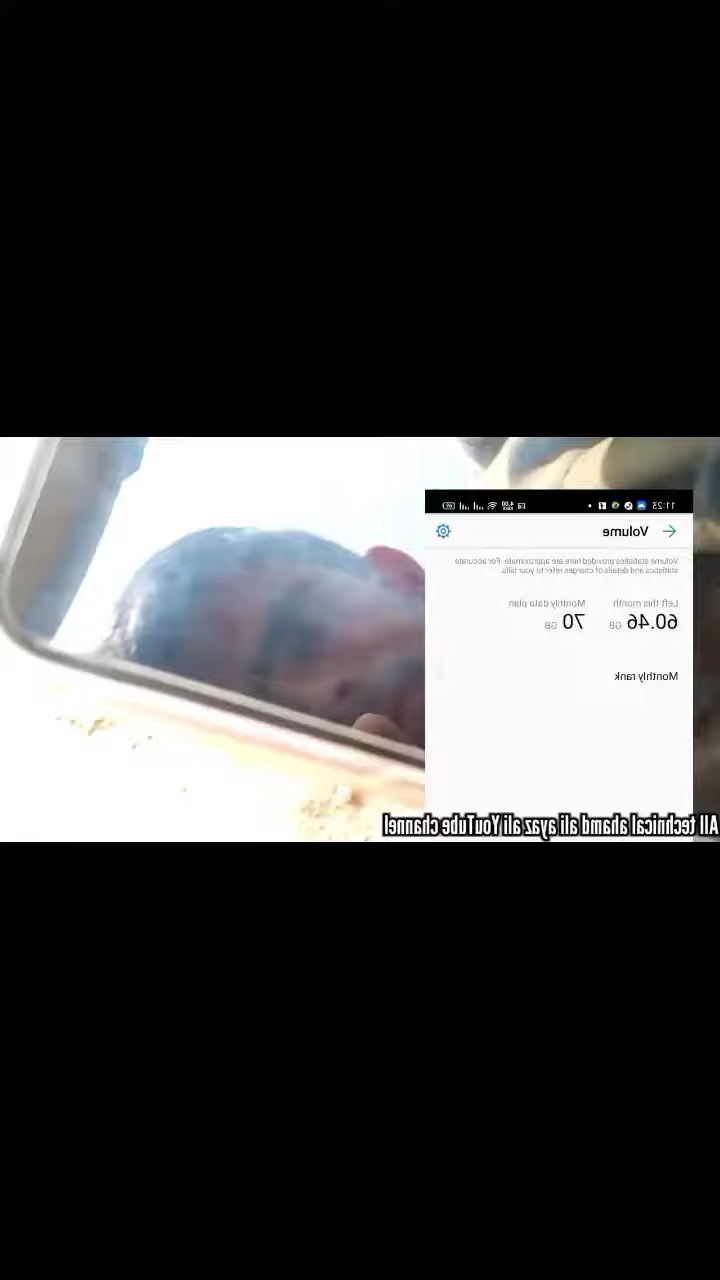 11:23
4.00
Volume
Volume statistics provided here are approximate. For accurate
statistics and details of charges refer to your bills.
Left this month
Monthly data plan
60.46 GB
70 GB
Monthly rank
All technical ahamd ali ayaz ali YouTube channel